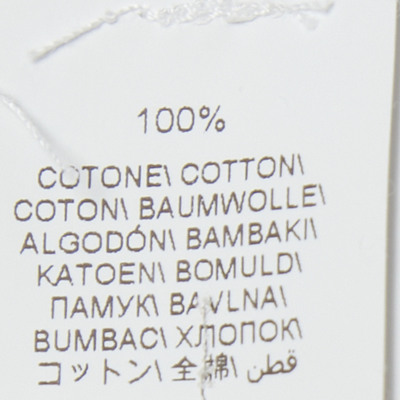 100%
COTONE\ COTTON\
COTON\ BAUMWOLLE\
ALGODÓN\ BAMBAKI\
KATOEN\ BOMULD\
ПАМУК\ BAVLNA\
BUMBAC\ ХЛОПОК\
コットン\ 全棉\ قطن